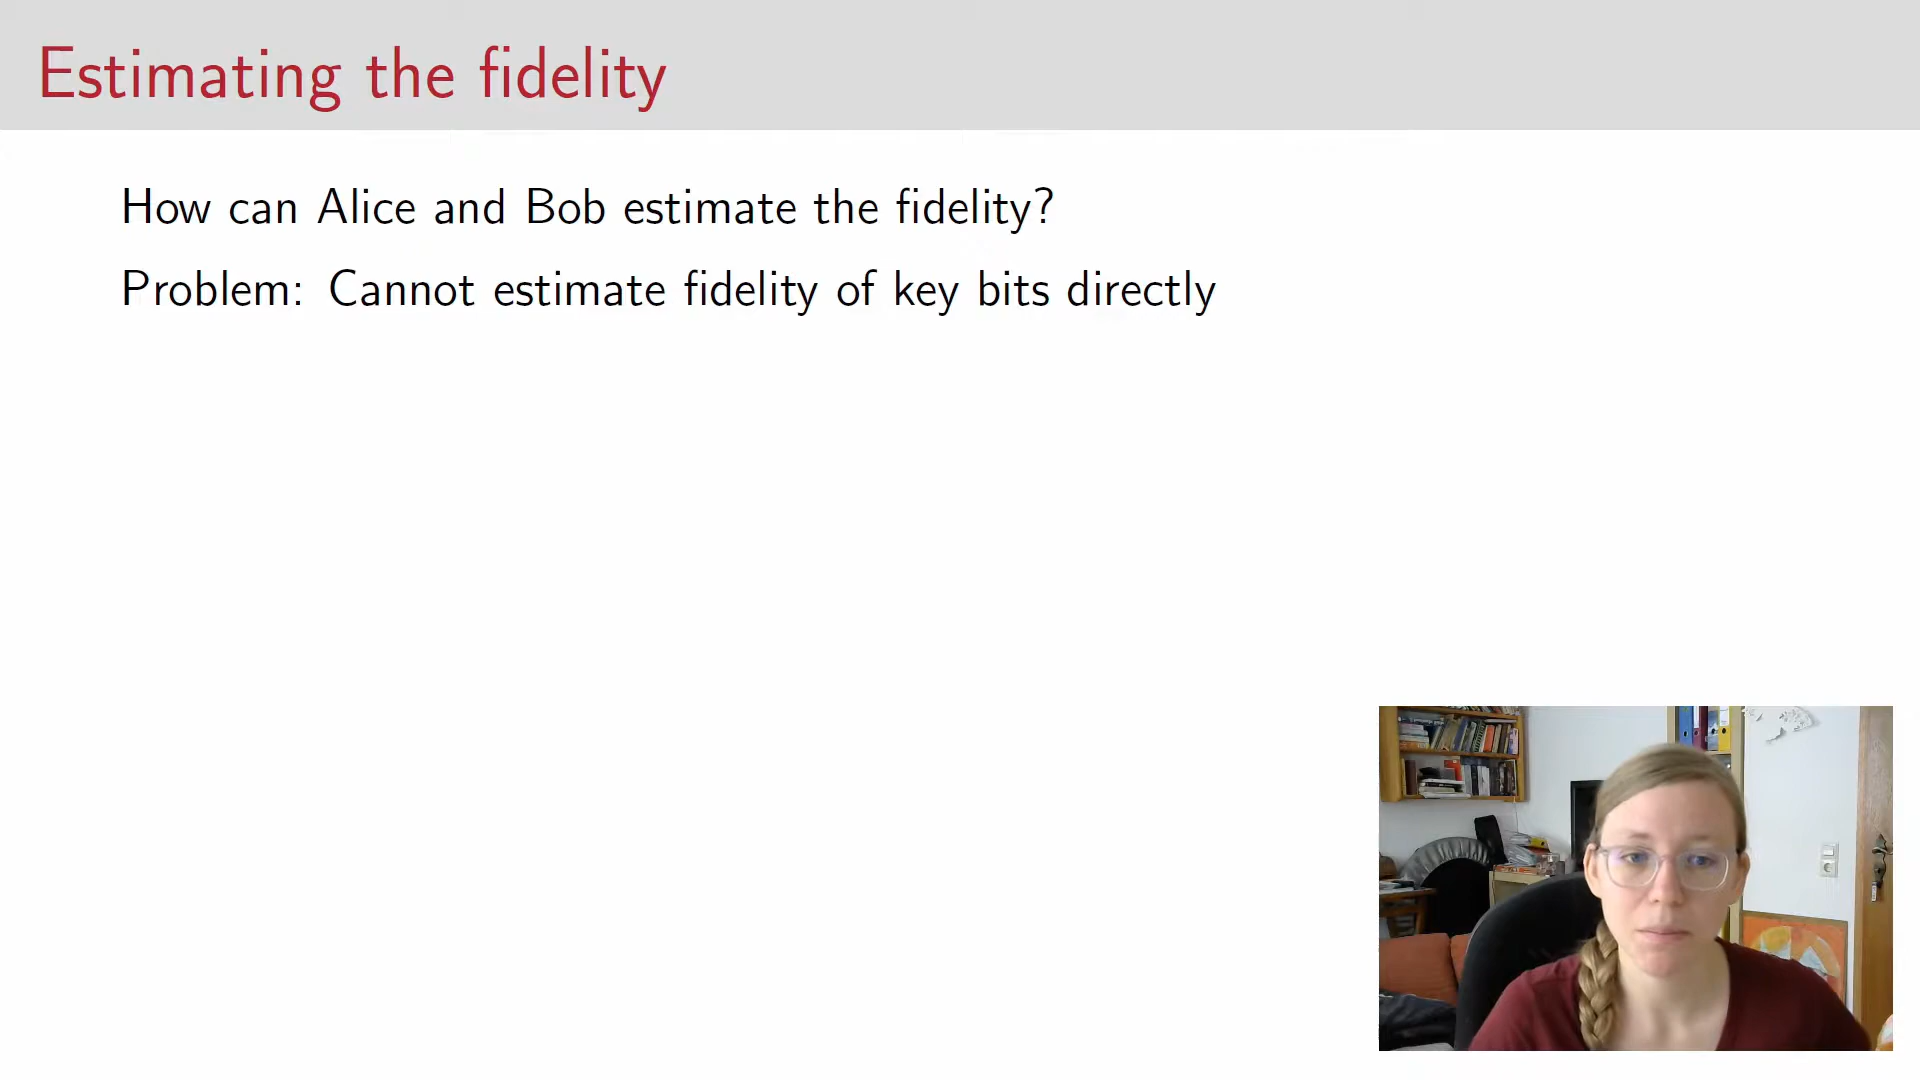 Estimating the fidelity
How can Alice and Bob estimate the fidelity?
Problem: Cannot estimate fidelity of key bits directly